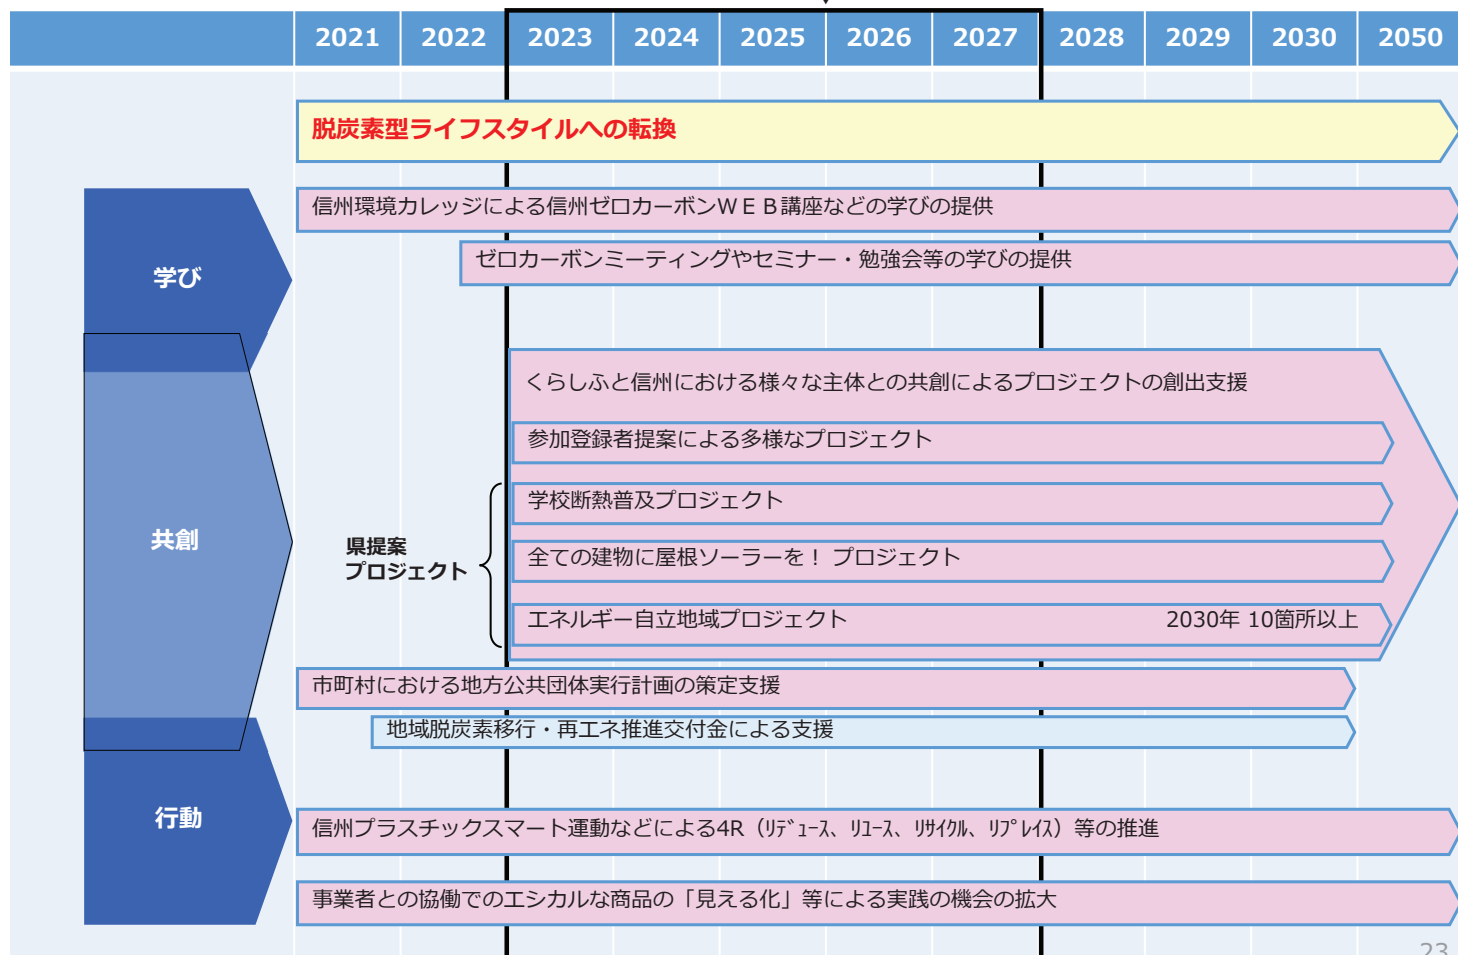 2021 2022 2023 2024 2025 2026 2027 2028 2029 2030 2050
脱炭素型ライフスタイルへの転換
学び
信州環境カレッジによる信州ゼロカーボンＷＥＢ講座などの学びの提供
ゼロカーボンミーティングやセミナー・勉強会等の学びの提供
共創
くらしふと信州における様々な主体との共創によるプロジェクトの創出支援
参加登録者提案による多様なプロジェクト
県提案
プロジェクト
学校断熱普及プロジェクト
全ての建物に屋根ソーラーを！ プロジェクト
エネルギー自立地域プロジェクト 2030年 10箇所以上
市町村における地方公共団体実行計画の策定支援
地域脱炭素移行・再エネ推進交付金による支援
行動
信州プラスチックスマート運動などによる4R（ﾘﾃﾞｭｰｽ、ﾘﾕｰｽ、ﾘｻｲｸﾙ、ﾘﾌﾟﾚｲｽ）等の推進
事業者との協働でのエシカルな商品の「見える化」等による実践の機会の拡大
23